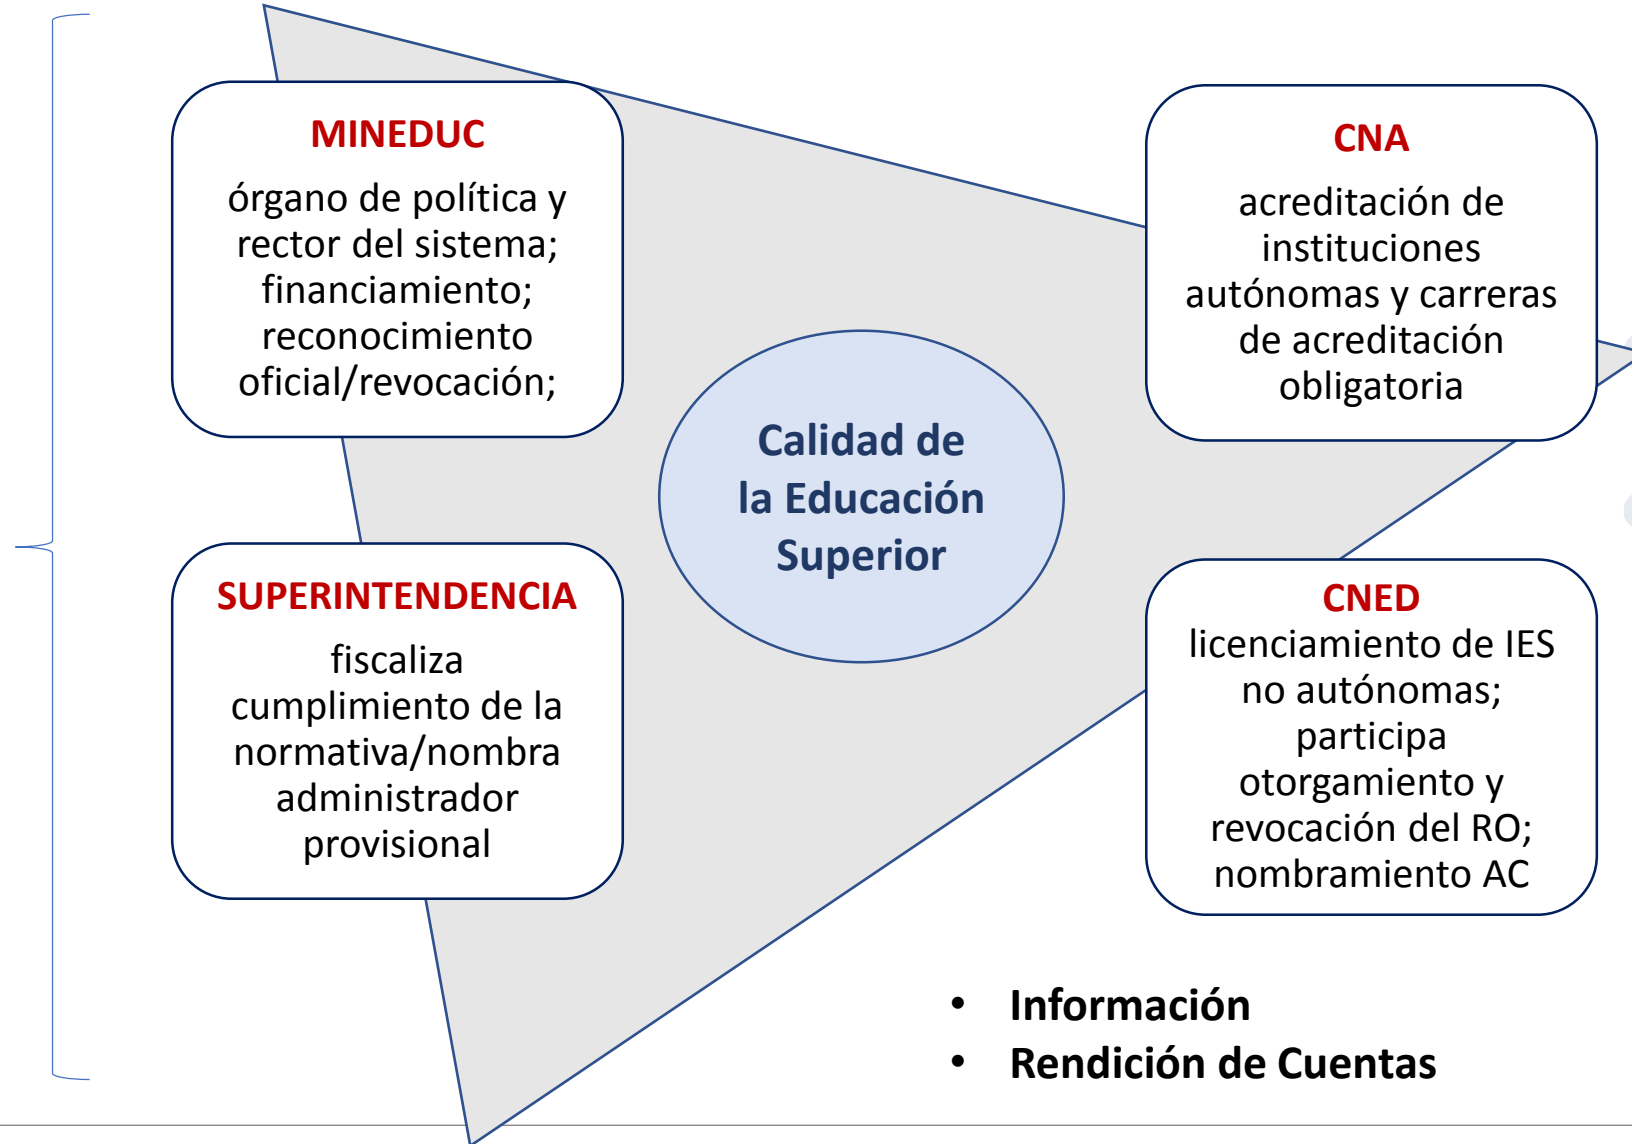 MINEDUC
órgano de política y
rector del sistema;
financiamiento;
reconocimiento
oficial/revocación;
CNA
acreditación de
instituciones
autónomas y carreras
de acreditación
obligatoria
Calidad de
la Educación
Superior
SUPERINTENDENCIA
fiscaliza
cumplimiento de la
normativa/nombra
administrador
provisional
CNED
licenciamiento de IES
no autónomas;
participa
otorgamiento y
revocación del RO;
nombramiento AC
• Información
• Rendición de Cuentas